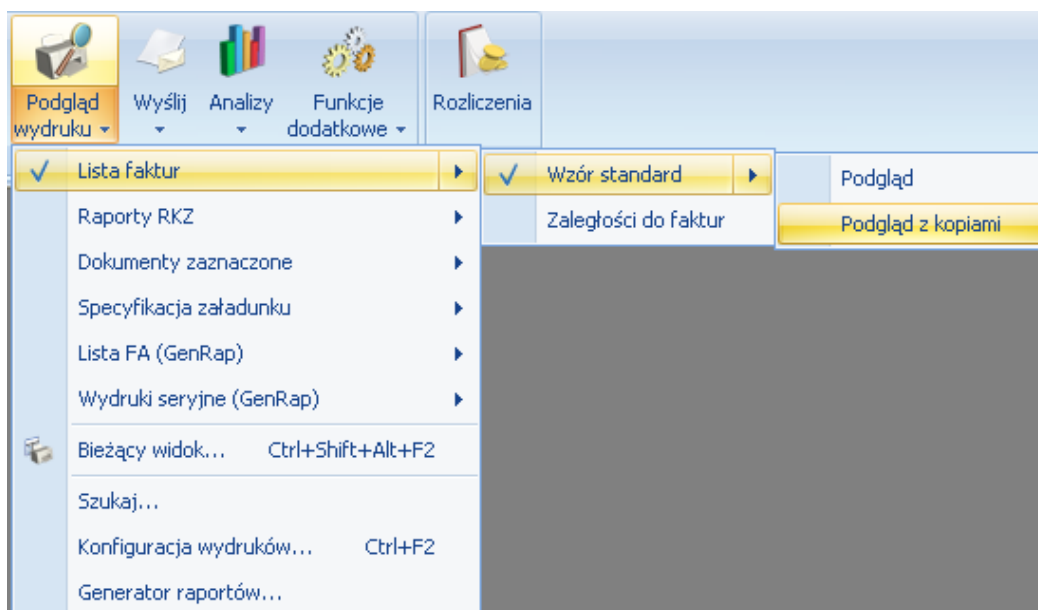 Podgląd wydruku
Wyślij
Analizy
Funkcje dodatkowe
Rozliczenia
Lista faktur
Wzór standard
Podgląd
Raporty RKZ
Zaległości do faktur
Podgląd z kopiami
Dokumenty zaznaczone
Specyfikacja załadunku
Lista FA (GenRap)
Wydruki seryjne (GenRap)
Bieżący widok... Ctrl+Shift+Alt+F2
Szukaj...
Konfiguracja wydruków... Ctrl+F2
Generator raportów...